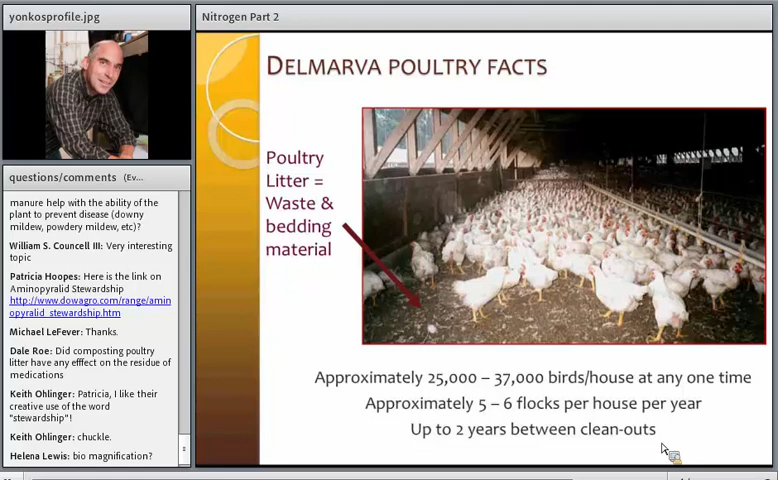 yonkosprofile.jpg
questions/comments (Ev...
manure help with the ability of the
plant to prevent disease (downy
mildew, powdery mildew, etc)?
William S. Councell III: Very interesting
topic
Patricia Hoopes: Here is the link on
Aminopyralid Stewardship
http://www.dowagro.com/range/amin
opyralid_stewardship.htm
Michael LeFever: Thanks.
Dale Roe: Did composting poultry
litter have any efffect on the residue of
medications
Keith Ohlinger: Patricia, I like their
creative use of the word
"stewardship"!
Keith Ohlinger: chuckle.
Helena Lewis: bio magnification?
Nitrogen Part 2
DELMARVA POULTRY FACTS
Poultry
Litter =
Waste &
bedding
material
Approximately 25,000 – 37,000 birds/house at any one time
Approximately 5 – 6 flocks per house per year
Up to 2 years between clean-outs